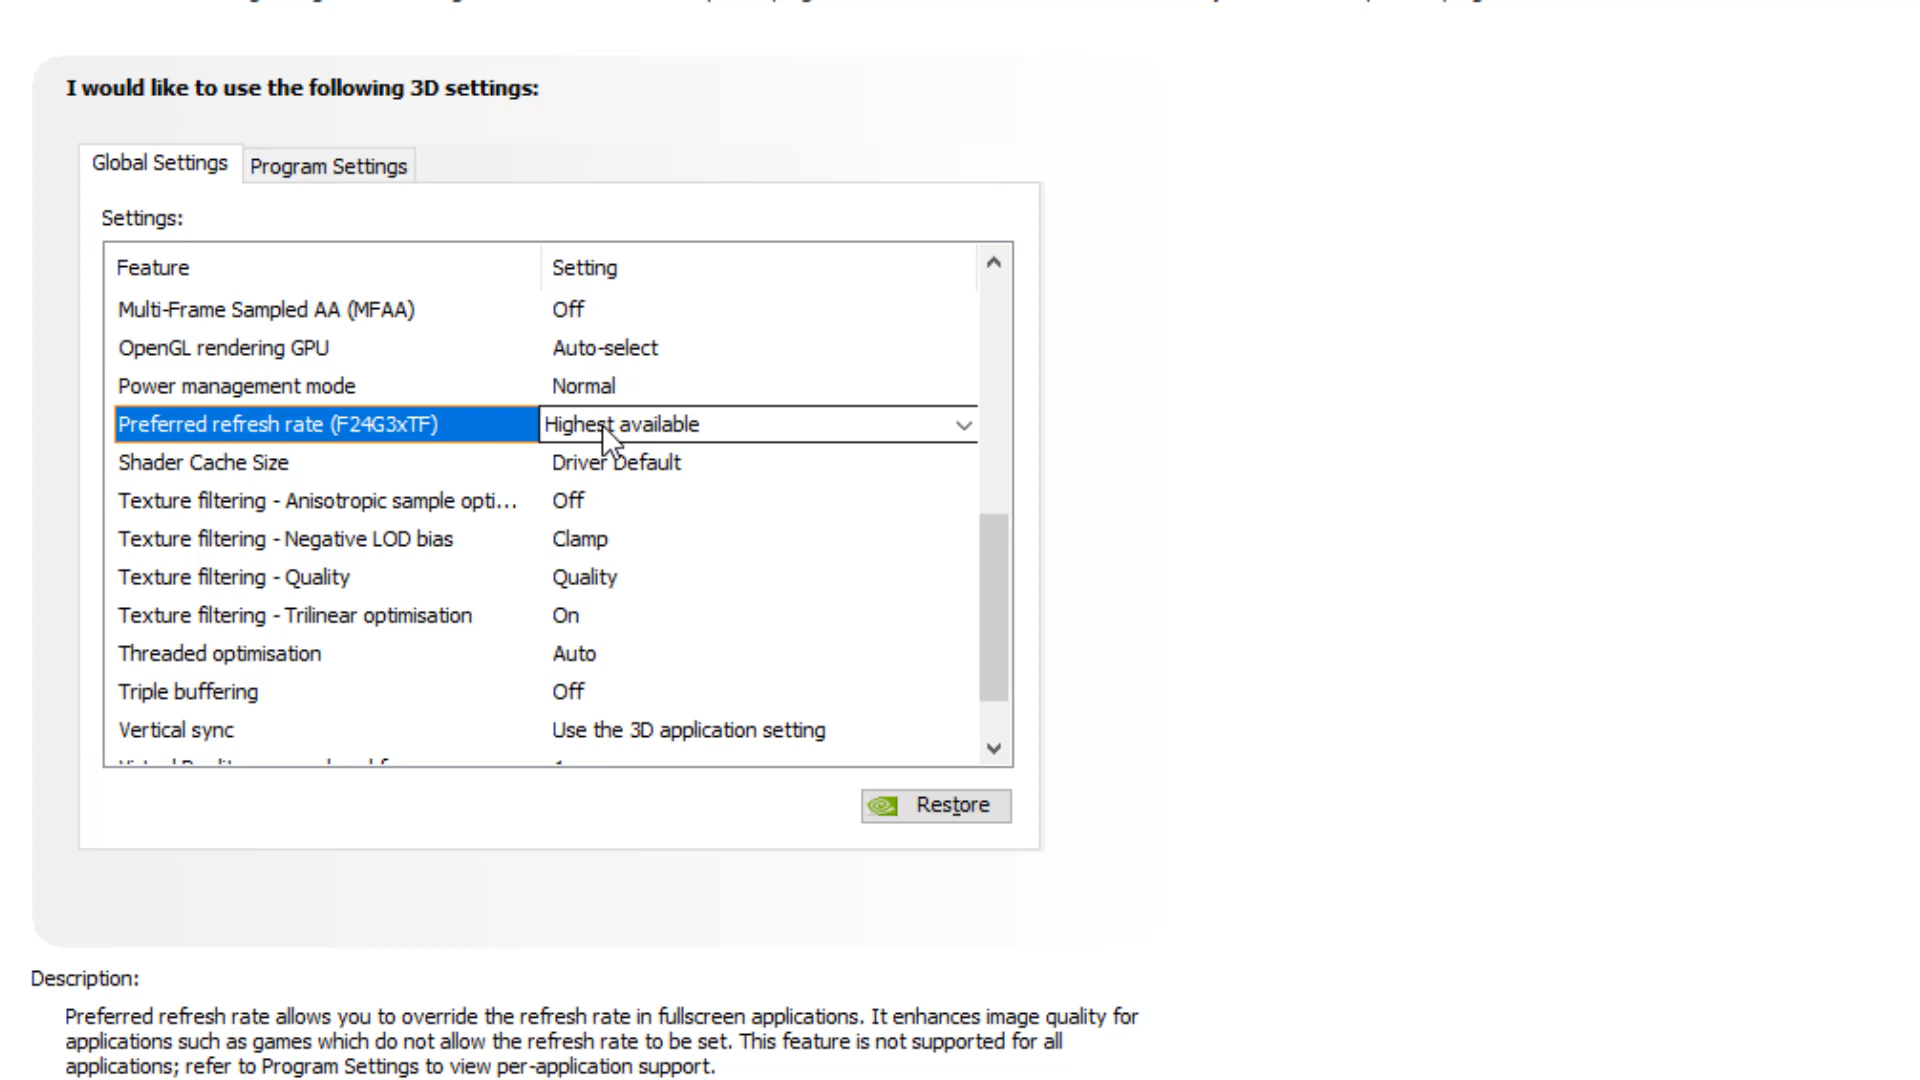 I would like to use the following 3D settings:
Global Settings
Program Settings
Settings:
Feature Setting
Multi-Frame Sampled AA (MFAA) Off
OpenGL rendering GPU Auto-select
Power management mode Normal
Preferred refresh rate (F24G3xTF) Highest available
Shader Cache Size Driver Default
Texture filtering - Anisotropic sample opti... Off
Texture filtering - Negative LOD bias Clamp
Texture filtering - Quality Quality
Texture filtering - Trilinear optimisation On
Threaded optimisation Auto
Triple buffering Off
Vertical sync Use the 3D application setting
Restore
Description:
Preferred refresh rate allows you to override the refresh rate in fullscreen applications. It enhances image quality for
applications such as games which do not allow the refresh rate to be set. This feature is not supported for all
applications; refer to Program Settings to view per-application support.